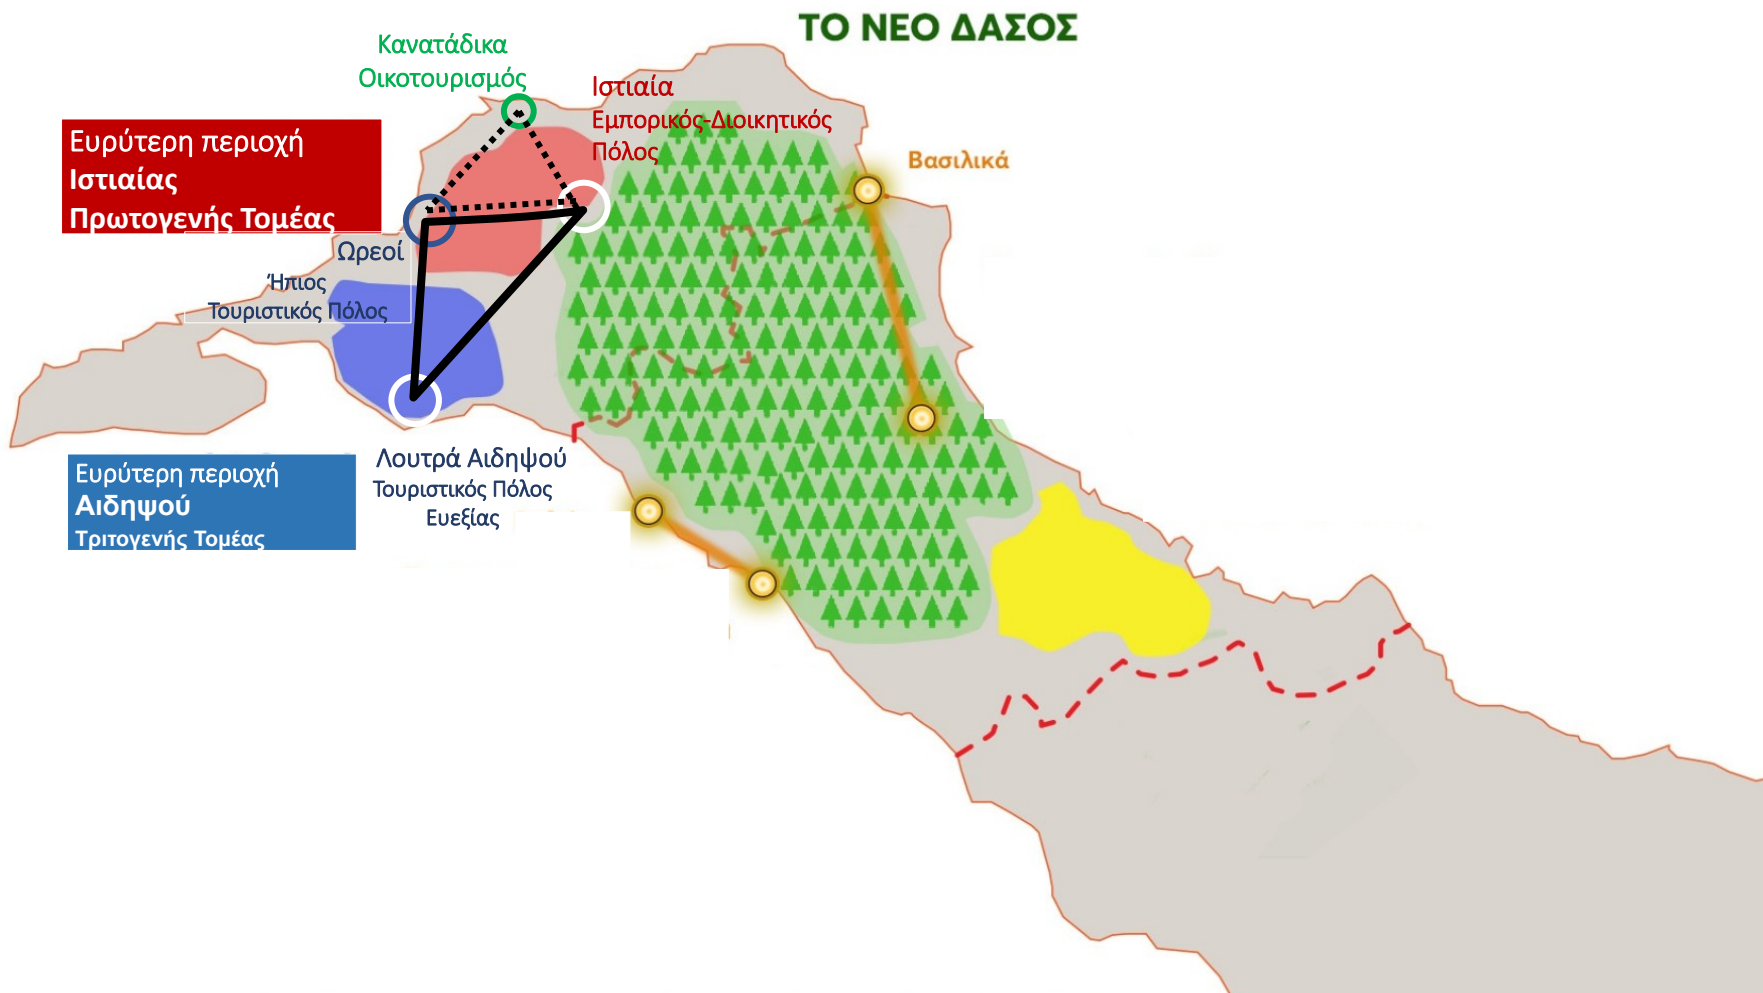 ΤΟ ΝΕΟ ΔΑΣΟΣ
Κανατάδικα
Οικοτουρισμός
Ιστιαία
Εμπορικός-Διοικητικός
Πόλος
Ευρύτερη περιοχή
Ιστιαίας
Πρωτογενής Τομέας
Βασιλικά
Ωρεοί
Ήπιος
Τουριστικός Πόλος
Λουτρά Αιδηψού
Τουριστικός Πόλος
Ευεξίας
Ευρύτερη περιοχή
Αιδηψού
Τριτογενής Τομέας